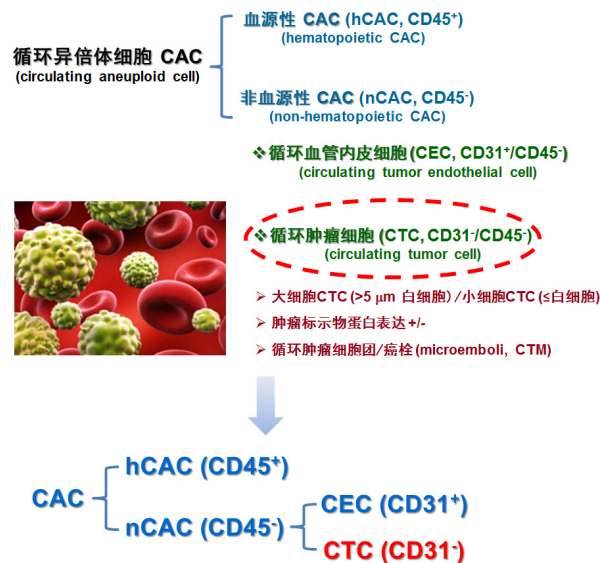 血源性 CAC (hCAC, CD45⁺)
(hematopoietic CAC)
循环异倍体细胞 CAC
(circulating aneuploid cell)
非血源性 CAC (nCAC, CD45⁻)
(non-hematopoietic CAC)
❖循环血管内皮细胞 (CEC, CD31⁺/CD45⁻)
(circulating tumor endothelial cell)
❖循环肿瘤细胞 (CTC, CD31⁻/CD45⁻)
(circulating tumor cell)
➢ 大细胞CTC (>5 μm 白细胞) /小细胞CTC (≤白细胞)
➢ 肿瘤标示物蛋白表达 +/-
➢ 循环肿瘤细胞团/癌栓 (microemboli, CTM)
hCAC (CD45⁺)
CAC
nCAC (CD45⁻)
CEC (CD31⁺)
CTC (CD31⁻)